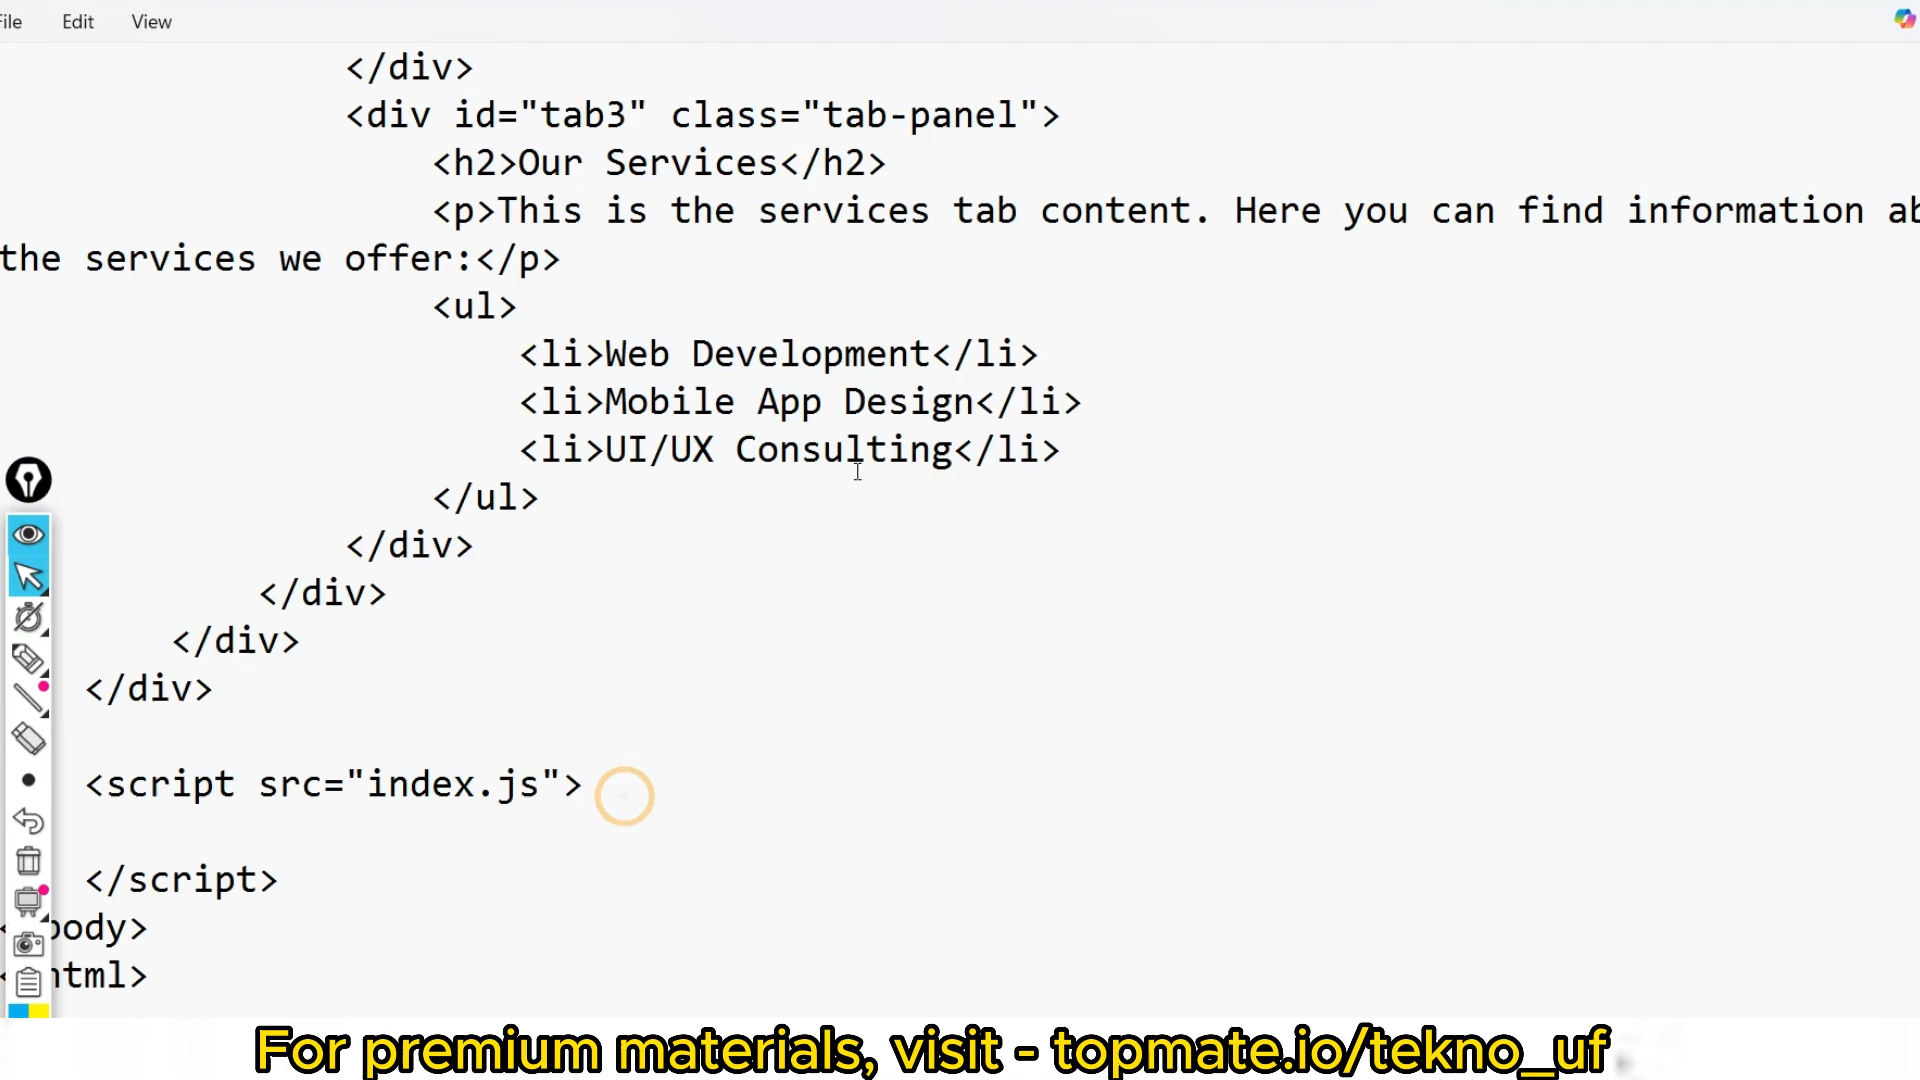 File Edit View
</div>
<div id="tab3" class="tab-panel">
<h2>Our Services</h2>
<p>This is the services tab content. Here you can find information
the services we offer:</p>
<ul>
<li>Web Development</li>
<li>Mobile App Design</li>
<li>UI/UX Consulting</li>
</ul>
</div>
</div>
</div>
</div>
<script src="index.js">
</script>
body>
html>
For premium materials, visit - topmate.io/tekno_uf